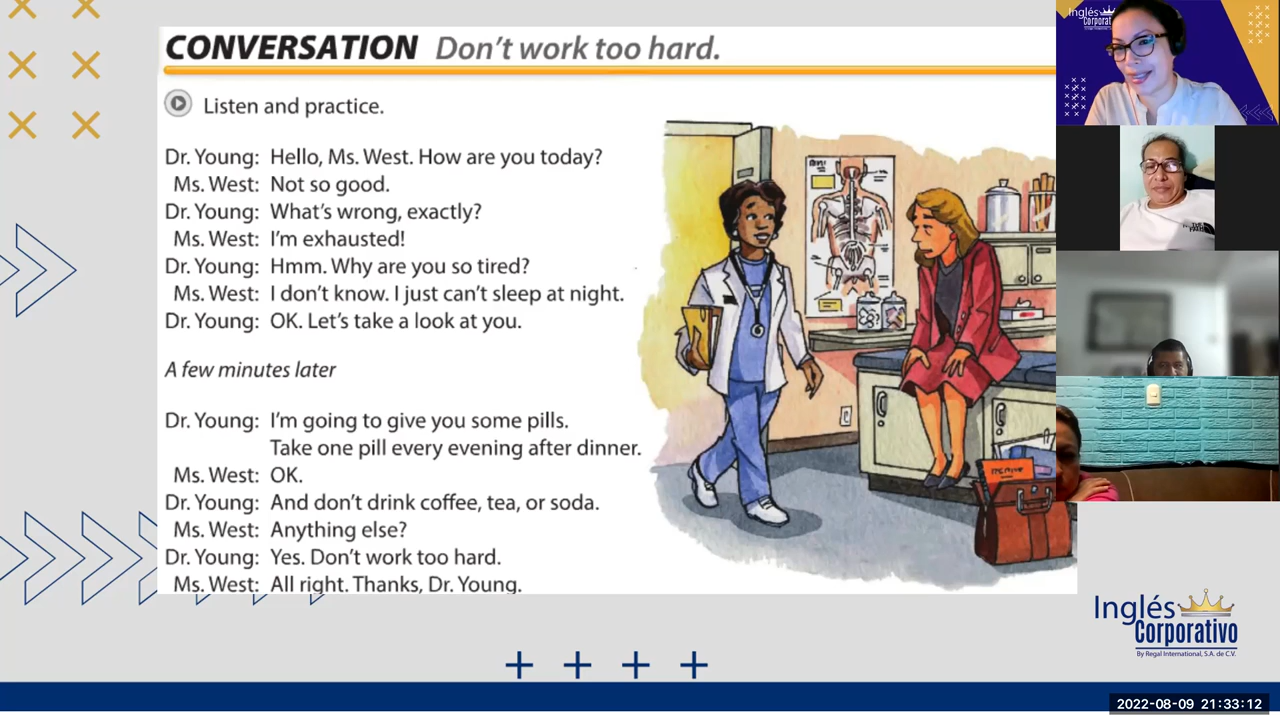 CONVERSATION Don't work too hard.
Listen and practice.
Dr. Young: Hello, Ms. West. How are you today?
Ms. West: Not so good.
Dr. Young: What's wrong, exactly?
Ms. West: I'm exhausted!
Dr. Young: Hmm. Why are you so tired?
Ms. West: I don't know. I just can't sleep at night.
Dr. Young: OK. Let's take a look at you.
A few minutes later
Dr. Young: I'm going to give you some pills.
Take one pill every evening after dinner.
Ms. West: OK.
Dr. Young: And don't drink coffee, tea, or soda.
Ms. West: Anything else?
Dr. Young: Yes. Don't work too hard.
Ms. West: All right. Thanks, Dr. Young.
Inglés
Corporativo
THE
Inglés
Corporativo
By Regal International, S.A. de C.V.
2022-08-09 21:33:12